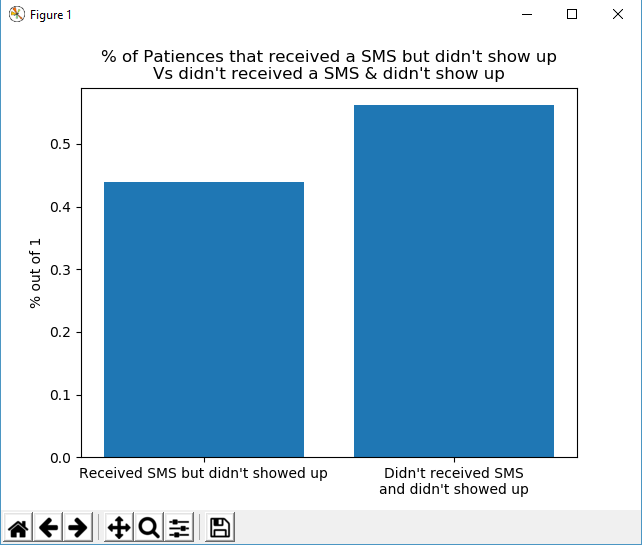 Figure 1
% of Patiences that received a SMS but didn't show up
Vs didn't received a SMS & didn't show up
% out of 1
0.5
0.4
0.3
0.2
0.1
0.0
Received SMS but didn't showed up
Didn't received SMS
and didn't showed up